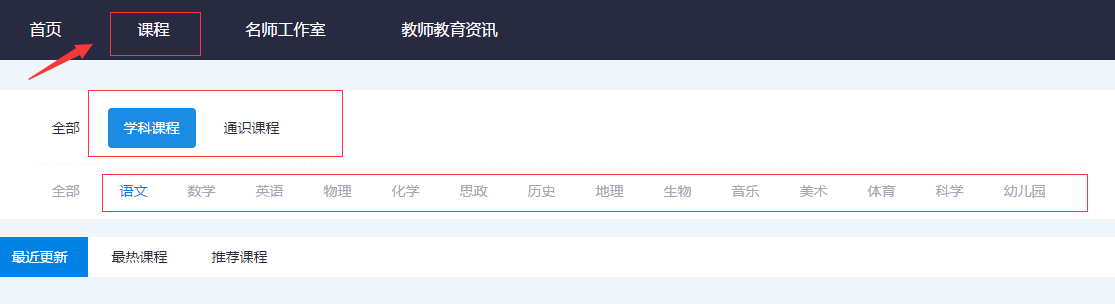 首页 课程 名师工作室 教师教育资讯
全部 学科课程 通识课程
全部 语文 数学 英语 物理 化学 思政 历史 地理 生物 音乐 美术 体育 科学 幼儿园
最近更新 最热课程 推荐课程